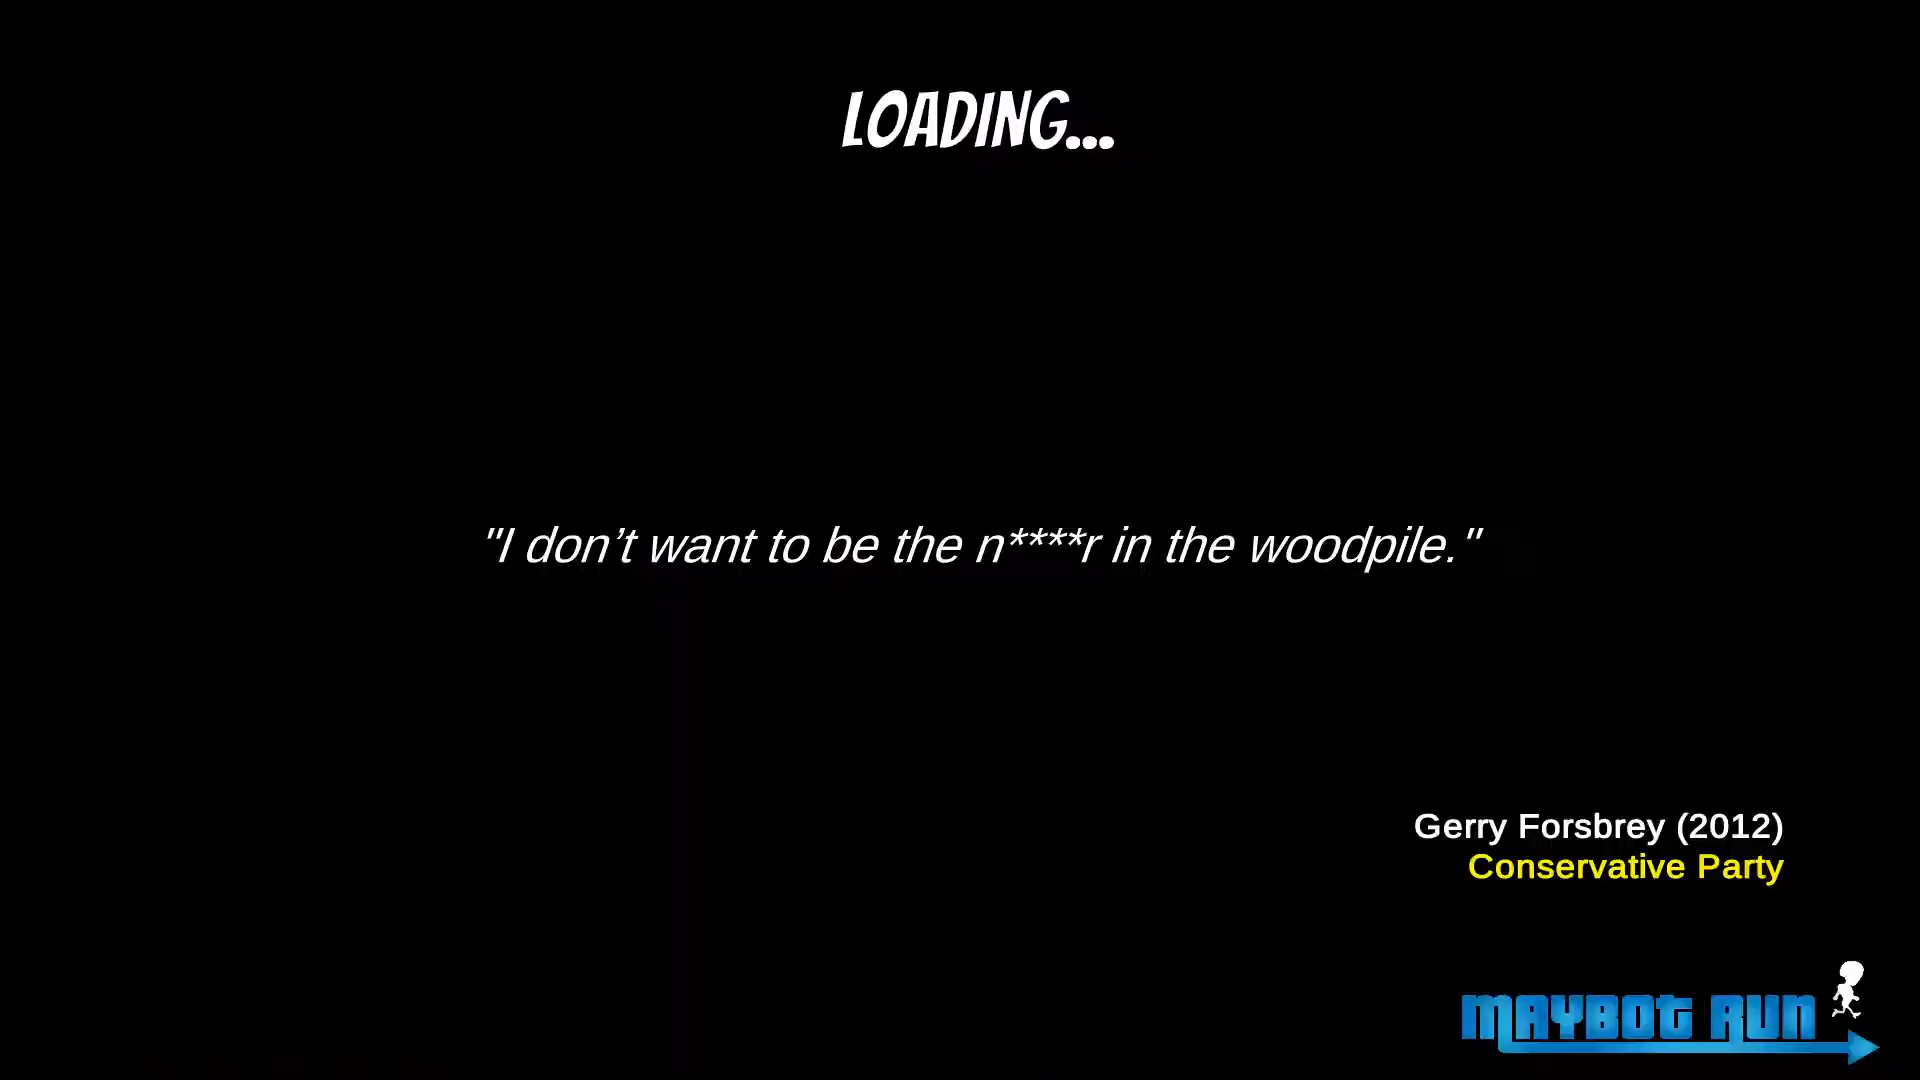 LOADING...
"I don’t want to be the n****r in the woodpile."
Gerry Forsbrey (2012)
Conservative Party
MAYBOT RUN